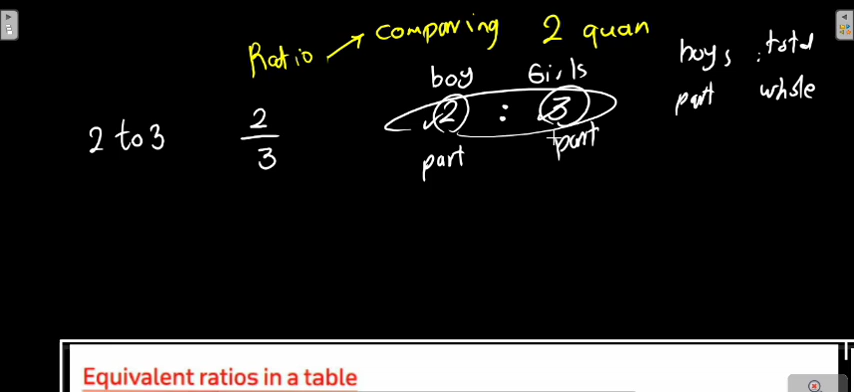 Ratio → comparing 2 quan
boys : total
part whole
boy Girls
2 to 3
2
3
2 : 3
part part
Equivalent ratios in a table